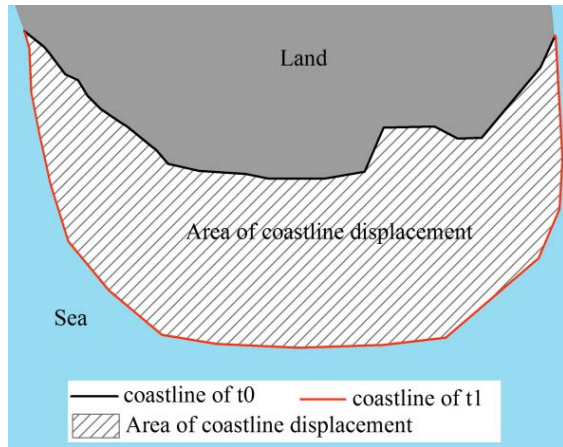 Land
Area of coastline displacement
Sea
coastline of t0
coastline of t1
Area of coastline displacement